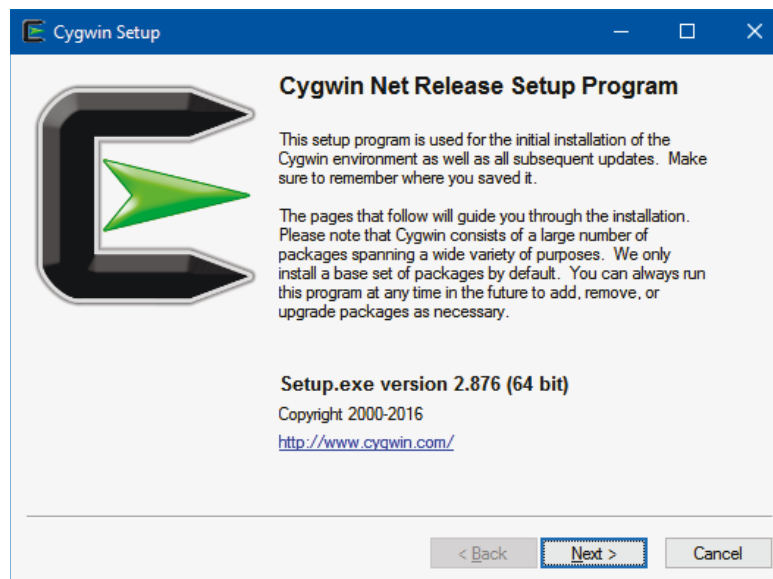 Cygwin Setup
Cygwin Net Release Setup Program
This setup program is used for the initial installation of the
Cygwin environment as well as all subsequent updates.  Make
sure to remember where you saved it.
The pages that follow will guide you through the installation.
Please note that Cygwin consists of a large number of
packages spanning a wide variety of purposes.  We only
install a base set of packages by default.  You can always run
this program at any time in the future to add, remove, or
upgrade packages as necessary.
Setup.exe version 2.876 (64 bit)
Copyright 2000-2016
http://www.cygwin.com/
< Back Next > Cancel